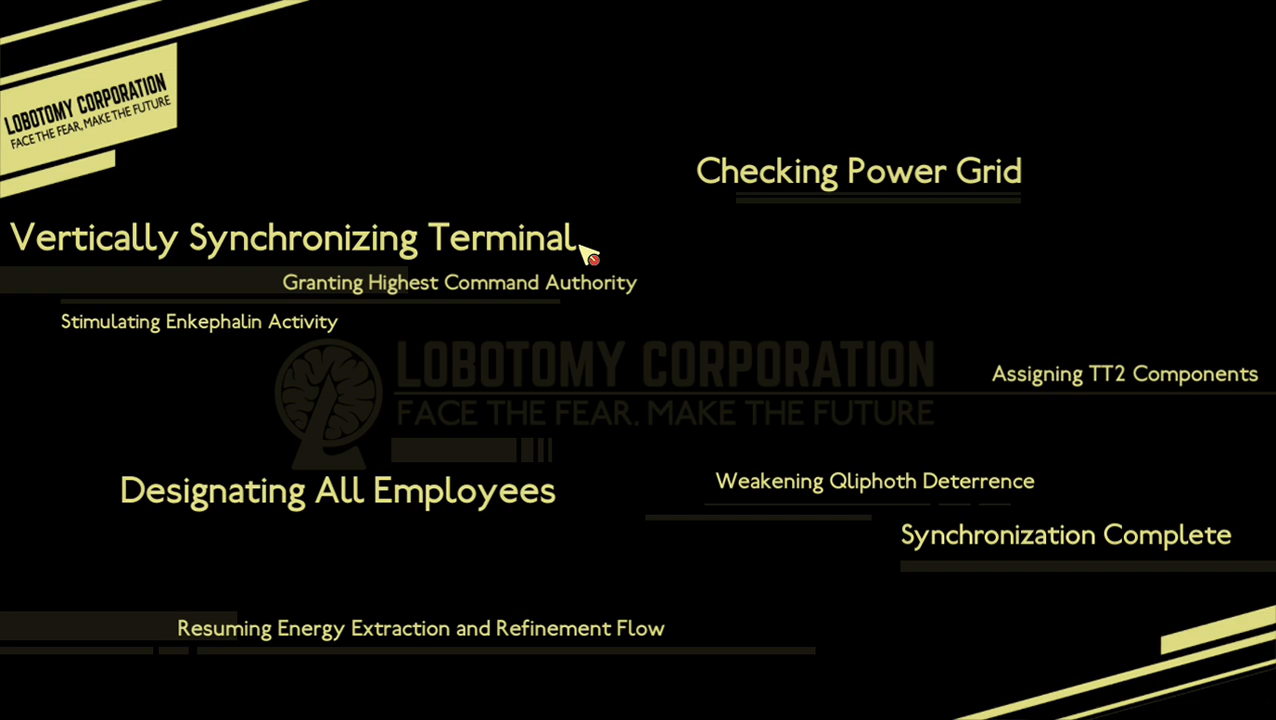 LOBOTOMY CORPORATION
FACE THE FEAR, MAKE THE FUTURE
Checking Power Grid
Vertically Synchronizing Terminal
Granting Highest Command Authority
Stimulating Enkephalin Activity
LOBOTOMY CORPORATION
FACE THE FEAR, MAKE THE FUTURE
Assigning TT2 Components
Designating All Employees
Weakening Qliphoth Deterrence
Synchronization Complete
Resuming Energy Extraction and Refinement Flow